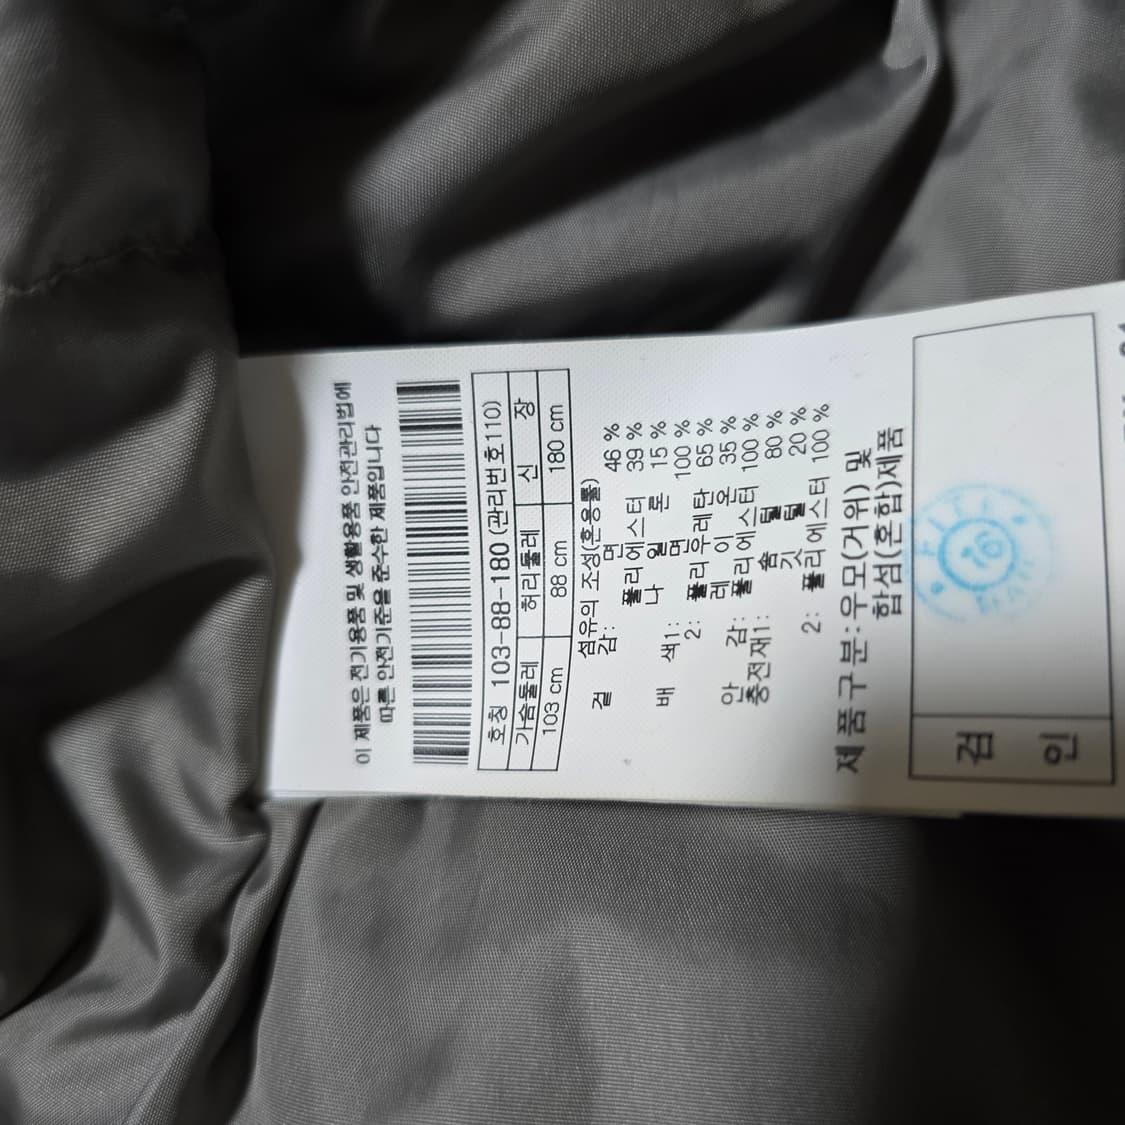 이 제품은 전기용품 및 생활용품 안전관리법에
따른 안전기준을 준수한 제품입니다
호칭 103-88-180 (관리번호110)
가슴둘레 허리둘레 신 장
103 cm 88 cm 180 cm
섬유의 조성(혼용률)
겉 감: 면 46 %
폴리에스터 39 %
나 일 론 15 %
배 색1: 면 100 %
2: 폴리우레탄 65 %
레 이 온 35 %
안 감: 폴리에스터 100 %
충전재1: 솜 털 80 %
깃 털 20 %
2: 폴리에스터 100 %
제품구분:우모(거위) 및
합섬(혼합)제품
검
인